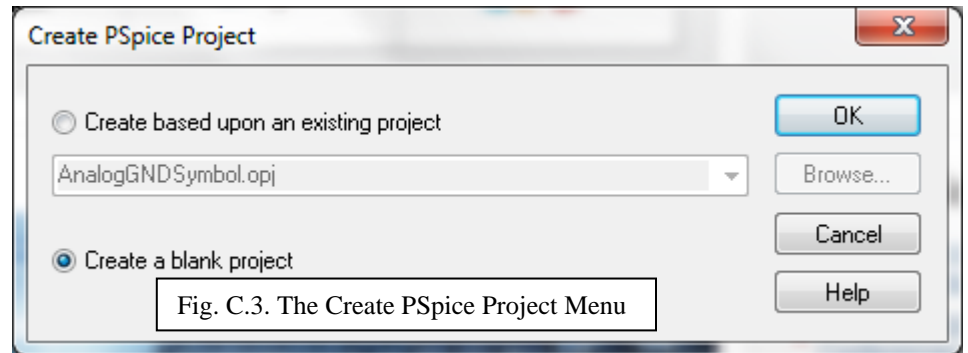 Create PSpice Project
Create based upon an existing project
OK
AnalogGNDSymbol.opj
Browse...
Cancel
Create a blank project
Help
Fig. C.3. The Create PSpice Project Menu